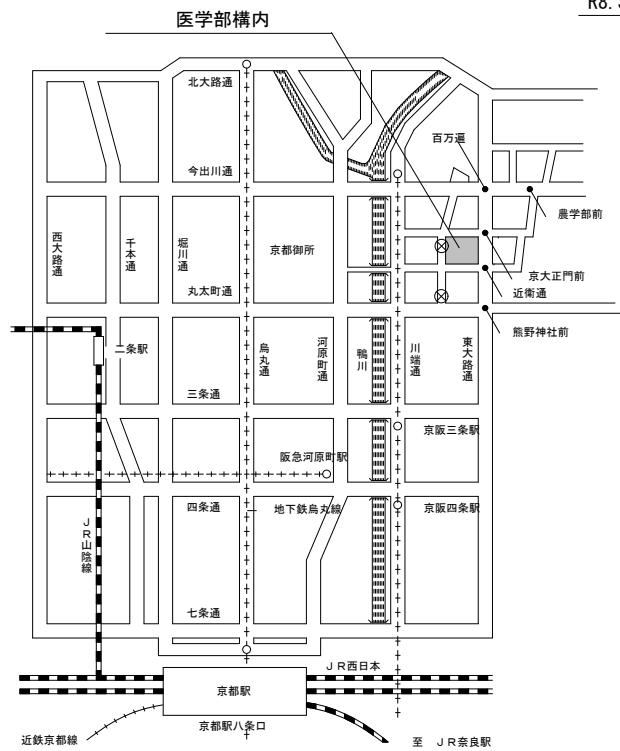 R8.
医学部構内
北大路通
百万遍
今出川通
農学部前
西大路通
千本通
堀川通
京都御所
京大正門前
丸太町通
近衛通
熊野神社前
二条駅
烏丸通
河原町通
鴨川
川端通
東大路通
三条通
京阪三条駅
阪急河原町駅
四条通
地下鉄烏丸線
京阪四条駅
JR山陰線
七条通
JR西日本
京都駅
京都駅八条口
近鉄京都線
至 JR奈良駅